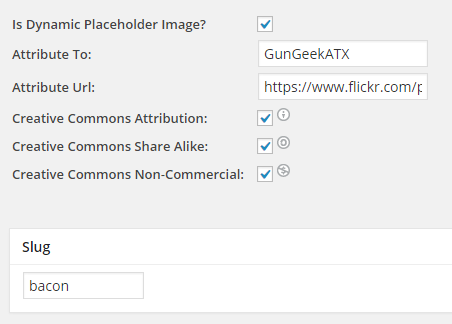 Is Dynamic Placeholder Image?
Attribute To: GunGeekATX
Attribute Url: https://www.flickr.com/p
Creative Commons Attribution:
Creative Commons Share Alike:
Creative Commons Non-Commercial:
Slug
bacon